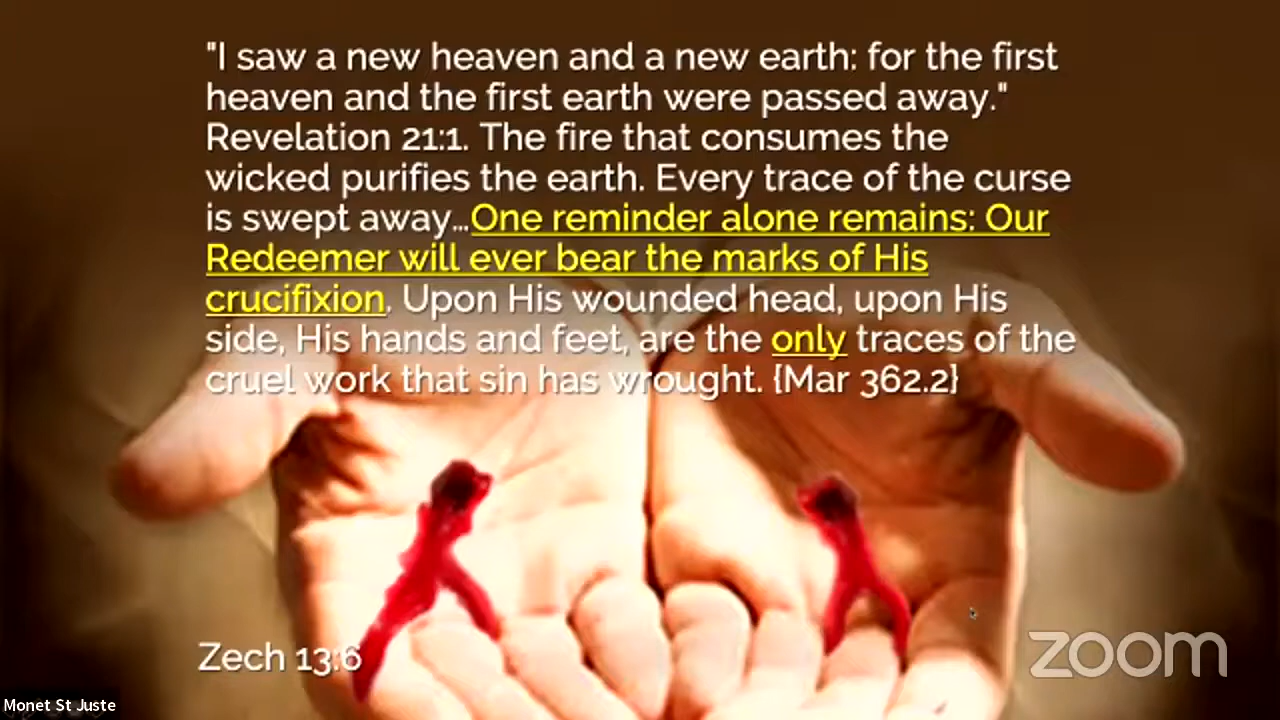 "I saw a new heaven and a new earth: for the first
heaven and the first earth were passed away."
Revelation 21:1. The fire that consumes the
wicked purifies the earth. Every trace of the curse
is swept away…One reminder alone remains: Our
Redeemer will ever bear the marks of His
crucifixion. Upon His wounded head, upon His
side, His hands and feet, are the only traces of the
cruel work that sin has wrought. {Mar 362.2}
Zech 13:6
zoom
Monet St Juste